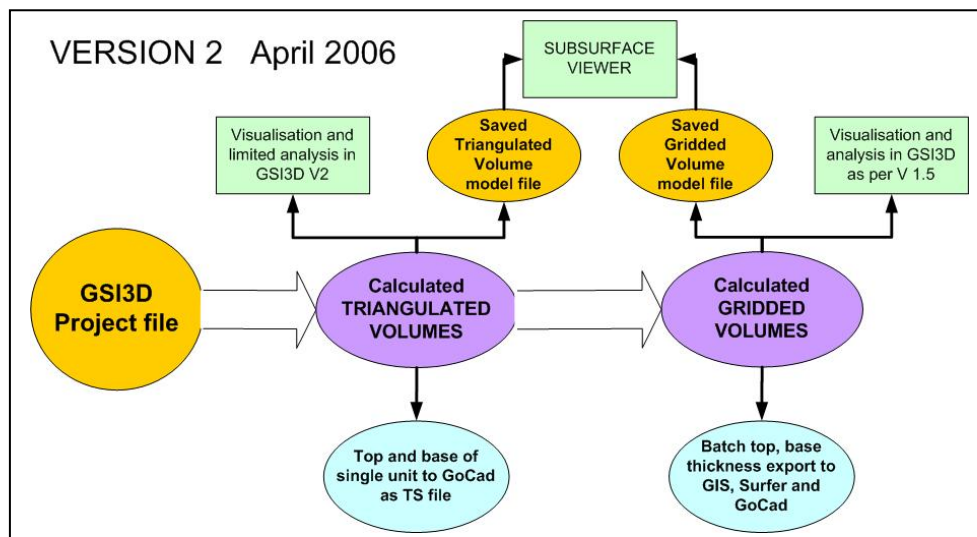 VERSION 2 April 2006
SUBSURFACE
VIEWER
Visualisation and
limited analysis in
GSI3D V2
Saved
Triangulated
Volume
model file
Saved
Gridded
Volume
model file
Visualisation and
analysis in GSI3D
as per V 1.5
GSI3D
Project file
Calculated
TRIANGULATED
VOLUMES
Calculated
GRIDDED
VOLUMES
Top and base of
single unit to GoCad
as TS file
Batch top, base
thickness export to
GIS, Surfer and
GoCad